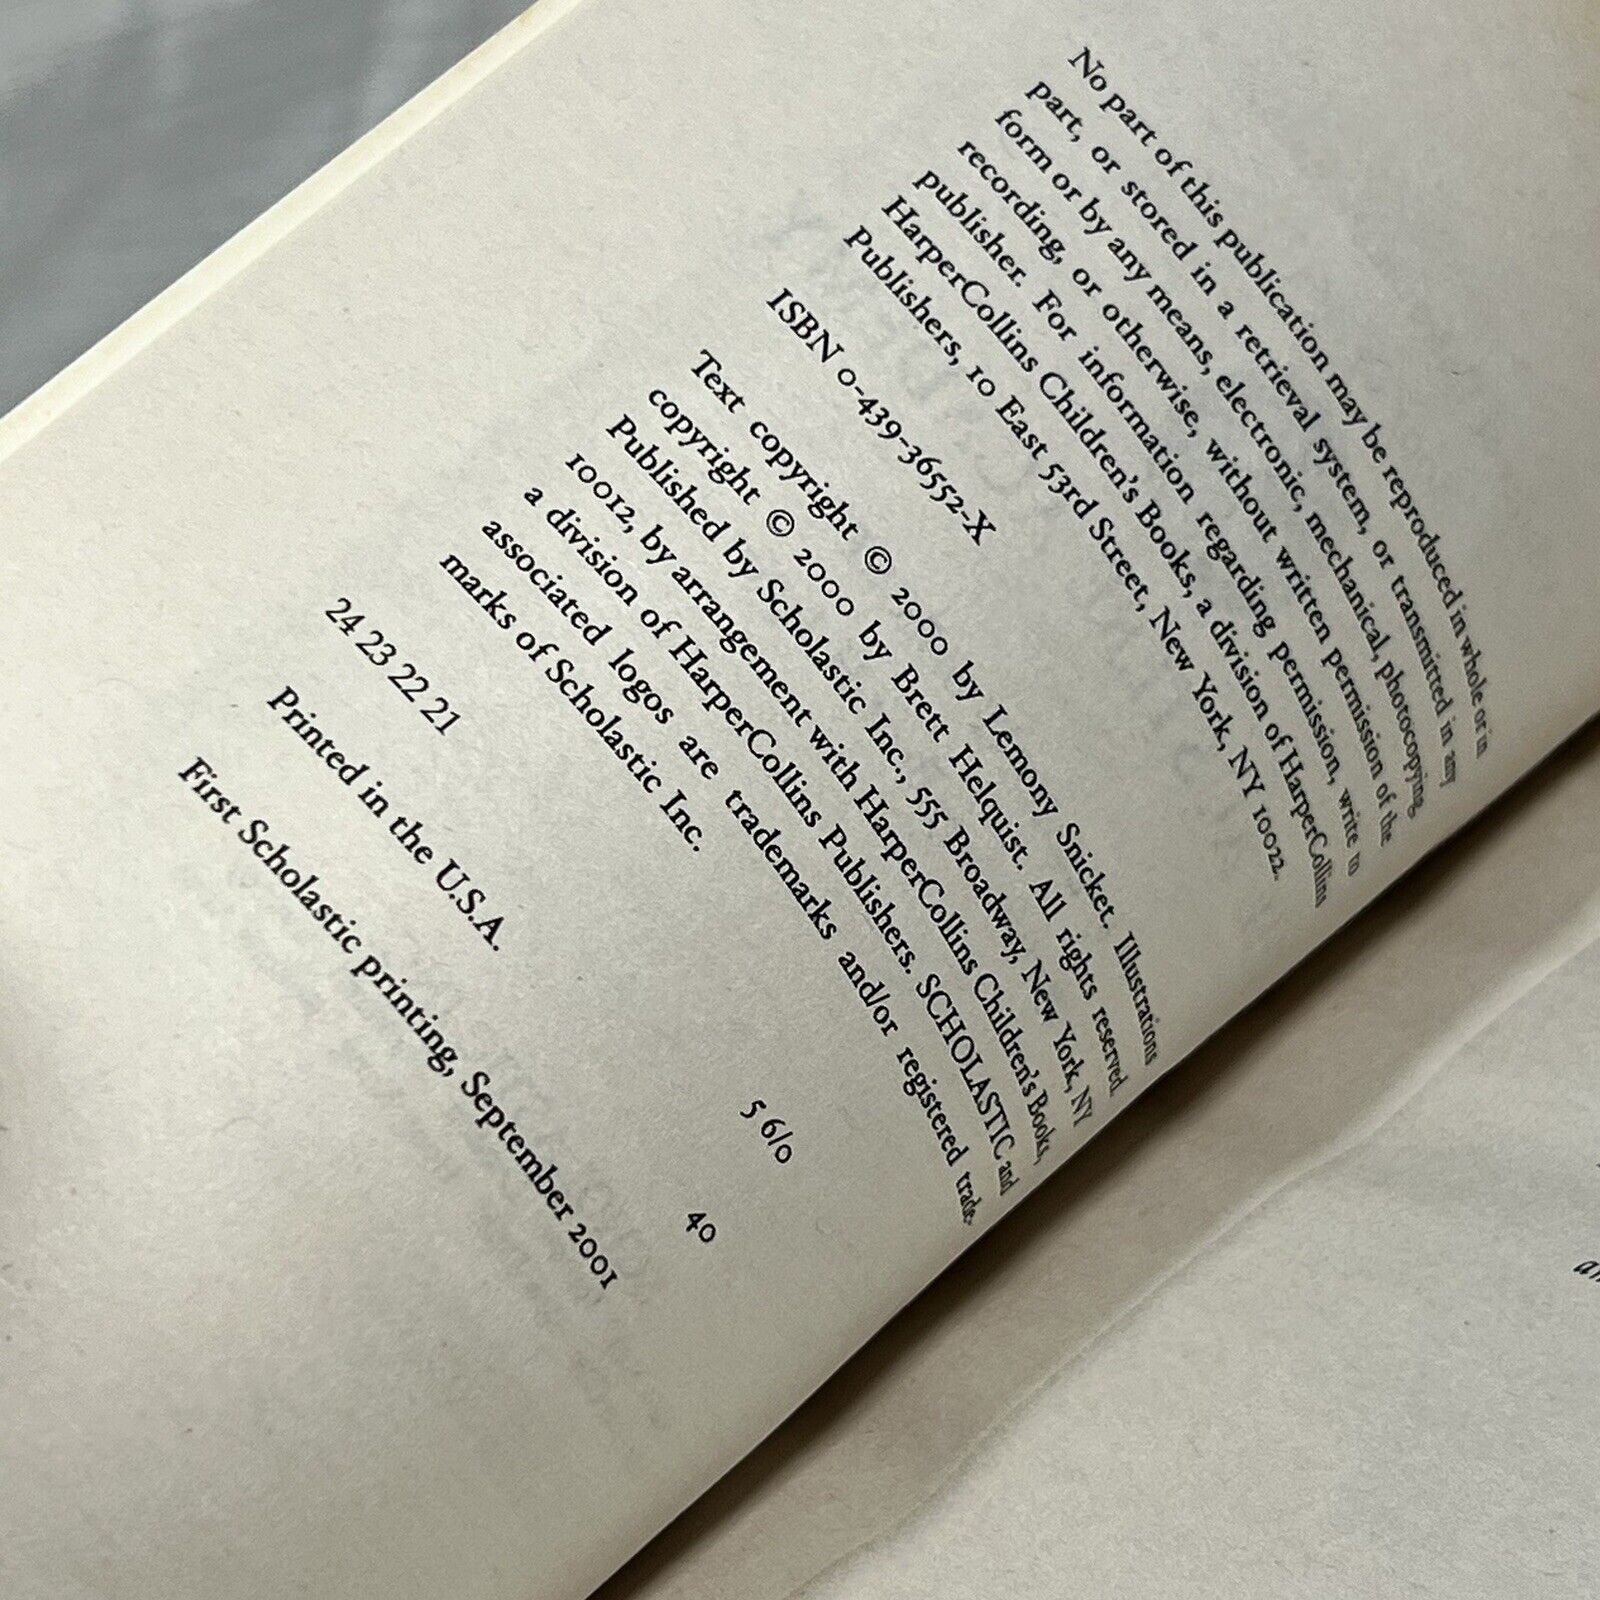 No part of this publication may be reproduced in whole or in
part, or stored in a retrieval system, or transmitted in any
form or by any means, electronic, mechanical, photocopying,
recording, or otherwise, without written permission of the
publisher. For information regarding permission, write to
HarperCollins Children's Books, a division of HarperCollins
Publishers, 10 East 53rd Street, New York, NY 10022.
ISBN 0-439-36552-X
Text copyright © 2000 by Lemony Snicket. Illustrations
copyright © 2000 by Brett Helquist. All rights reserved.
Published by Scholastic Inc., 555 Broadway, New York, NY
10012, by arrangement with HarperCollins Children's Books,
a division of HarperCollins Publishers. SCHOLASTIC and
associated logos are trademarks and/or registered trade-
marks of Scholastic Inc.
24 23 22 21 5 6/0
Printed in the U.S.A. 40
First Scholastic printing, September 2001